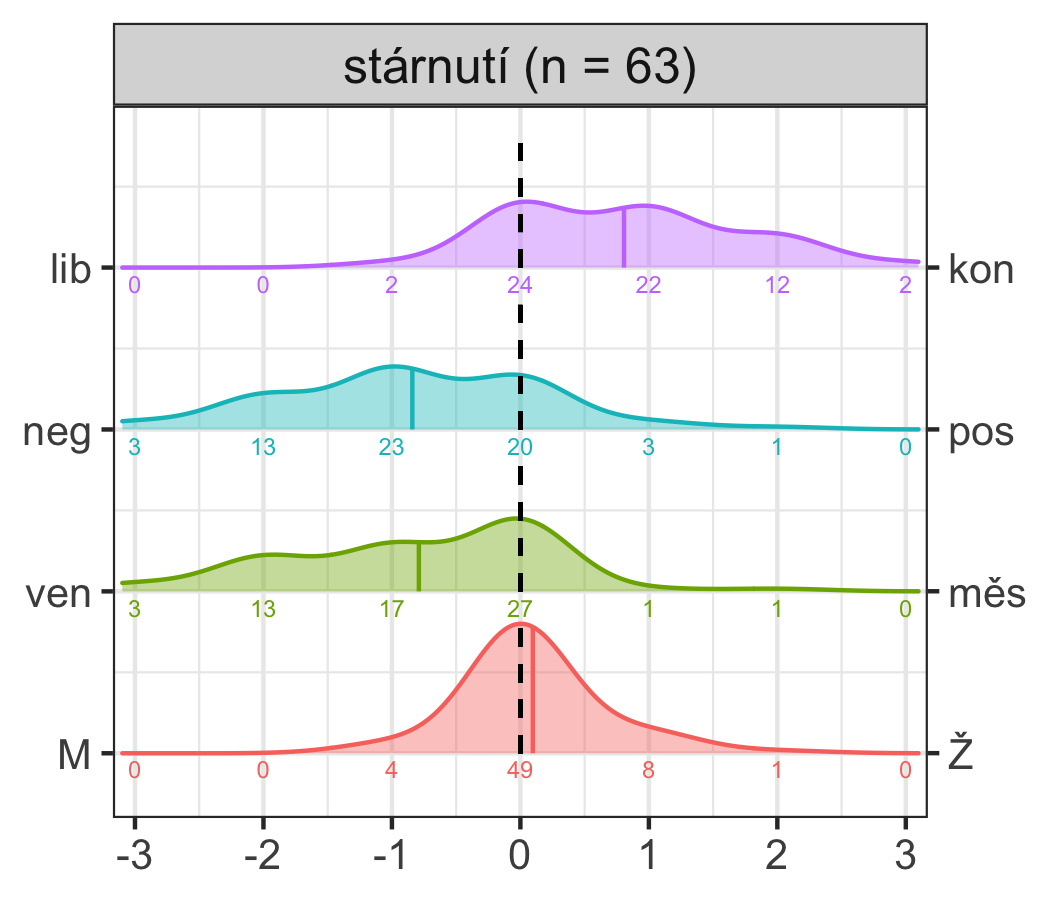 stárnutí (n = 63)
lib kon
0 0 2 24 22 12 2
neg pos
3 13 23 20 3 1 0
ven měs
3 13 17 27 1 1 0
M Ž
0 0 4 49 8 1 0
-3 -2 -1 0 1 2 3